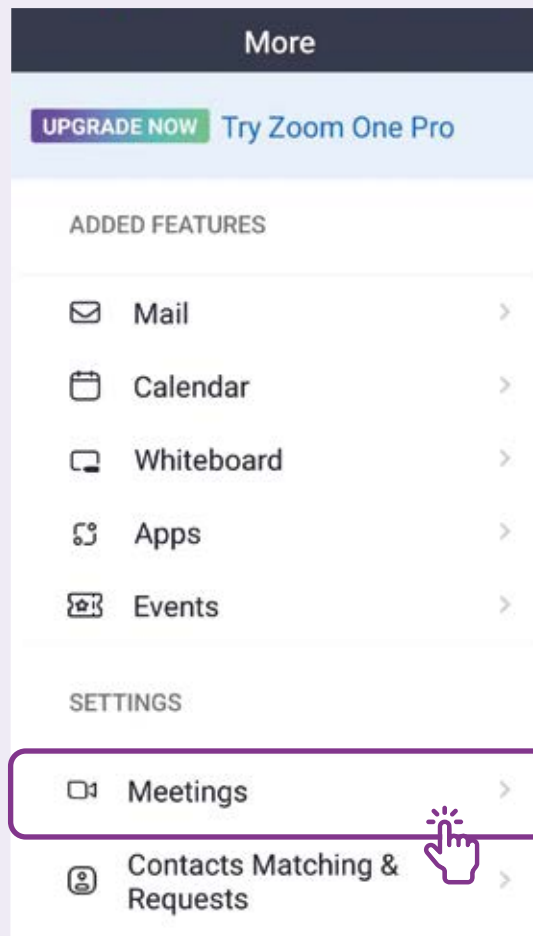 More
UPGRADE NOW Try Zoom One Pro
ADDED FEATURES
Mail
Calendar
Whiteboard
Apps
Events
SETTINGS
Meetings
Contacts Matching &
Requests